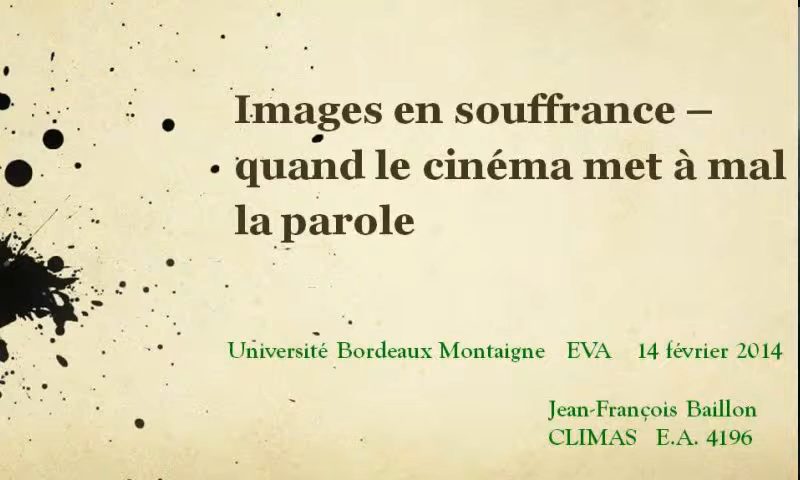 Images en souffrance –
quand le cinéma met à mal
la parole
Université Bordeaux Montaigne EVA 14 février 2014
Jean-François Baillon
CLIMAS E.A. 4196